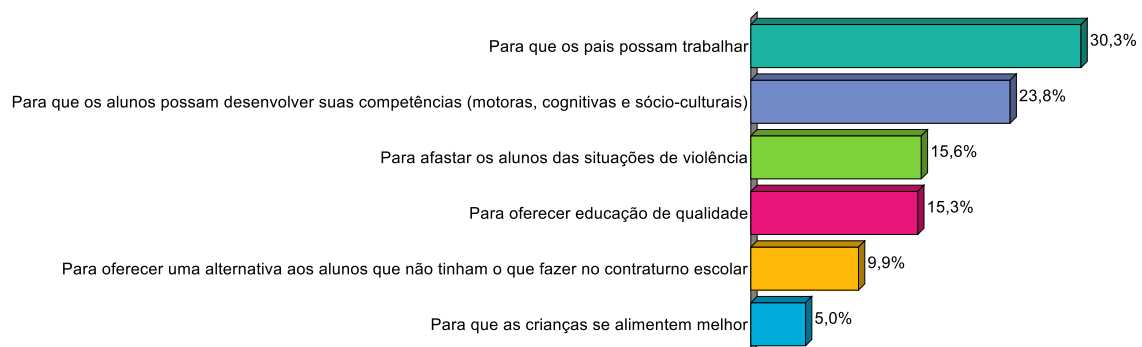 Para que os pais possam trabalhar 30,3%
Para que os alunos possam desenvolver suas competências (motoras, cognitivas e sócio-culturais) 23,8%
Para afastar os alunos das situações de violência 15,6%
Para oferecer educação de qualidade 15,3%
Para oferecer uma alternativa aos alunos que não tinham o que fazer no contraturno escolar 9,9%
Para que as crianças se alimentem melhor 5,0%